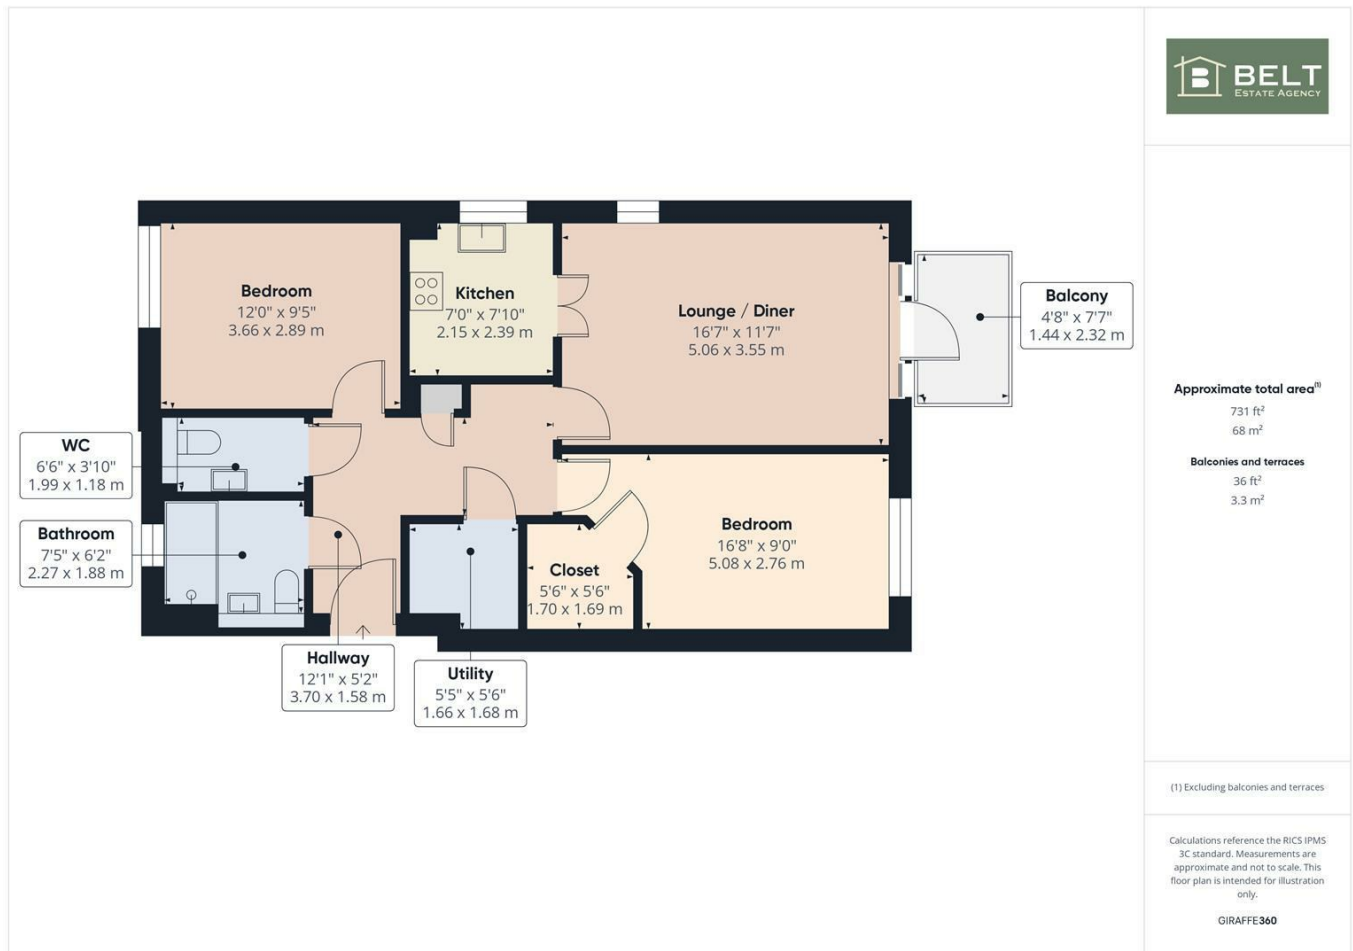 B BELT
ESTATE AGENCY
Bedroom
12'0" x 9'5"
3.66 x 2.89 m
Kitchen
7'0" x 7'10"
2.15 x 2.39 m
Lounge / Diner
16'7" x 11'7"
5.06 x 3.55 m
Balcony
4'8" x 7'7"
1.44 x 2.32 m
WC
6'6" x 3'10"
1.99 x 1.18 m
Bathroom
7'5" x 6'2"
2.27 x 1.88 m
Closet
5'6" x 5'6"
1.70 x 1.69 m
Bedroom
16'8" x 9'0"
5.08 x 2.76 m
Hallway
12'1" x 5'2"
3.70 x 1.58 m
Utility
5'5" x 5'6"
1.66 x 1.68 m
Approximate total area⁽¹⁾
731 ft²
68 m²
Balconies and terraces
36 ft²
3.3 m²
(1) Excluding balconies and terraces
Calculations reference the RICS IPMS
3C standard. Measurements are
approximate and not to scale. This
floor plan is intended for illustration
only.
GIRAFFE360